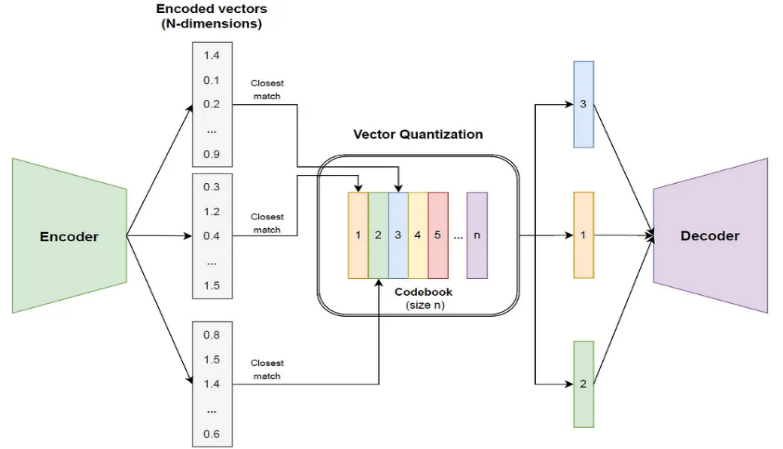 Encoded vectors
(N-dimensions)
1.4
0.1
0.2
...
0.9
Closest
match
0.3
1.2
0.4
...
1.5
Closest
match
0.8
1.5
1.4
...
0.6
Closest
match
Encoder
Vector Quantization
1 2 3 4 5 ... n
Codebook
(size n)
3
1
2
Decoder